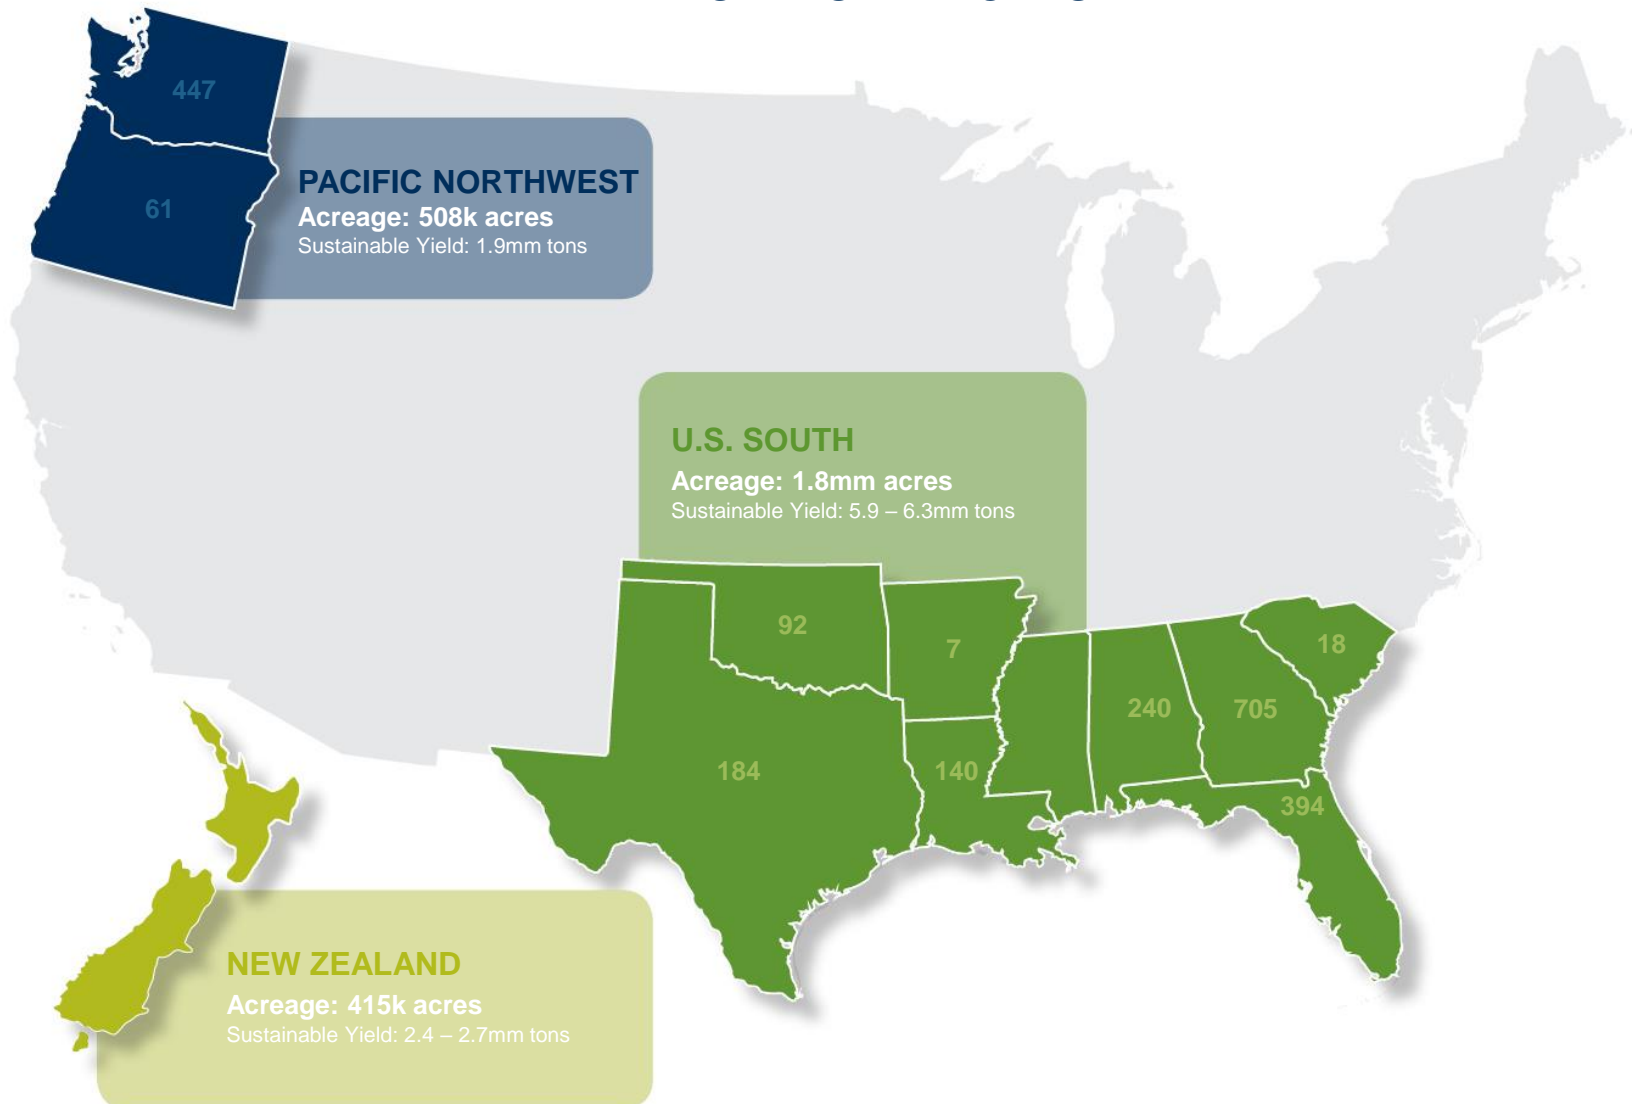 447
61
PACIFIC NORTHWEST
Acreage: 508k acres
Sustainable Yield: 1.9mm tons
U.S. SOUTH
Acreage: 1.8mm acres
Sustainable Yield: 5.9 – 6.3mm tons
92
7
18
240
705
184
140
394
NEW ZEALAND
Acreage: 415k acres
Sustainable Yield: 2.4 – 2.7mm tons